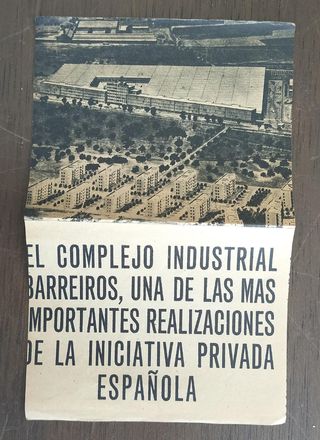 EL COMPLEJO INDUSTRIAL
BARREIROS, UNA DE LAS MAS
IMPORTANTES REALIZACIONES
DE LA INICIATIVA PRIVADA
ESPAÑOLA